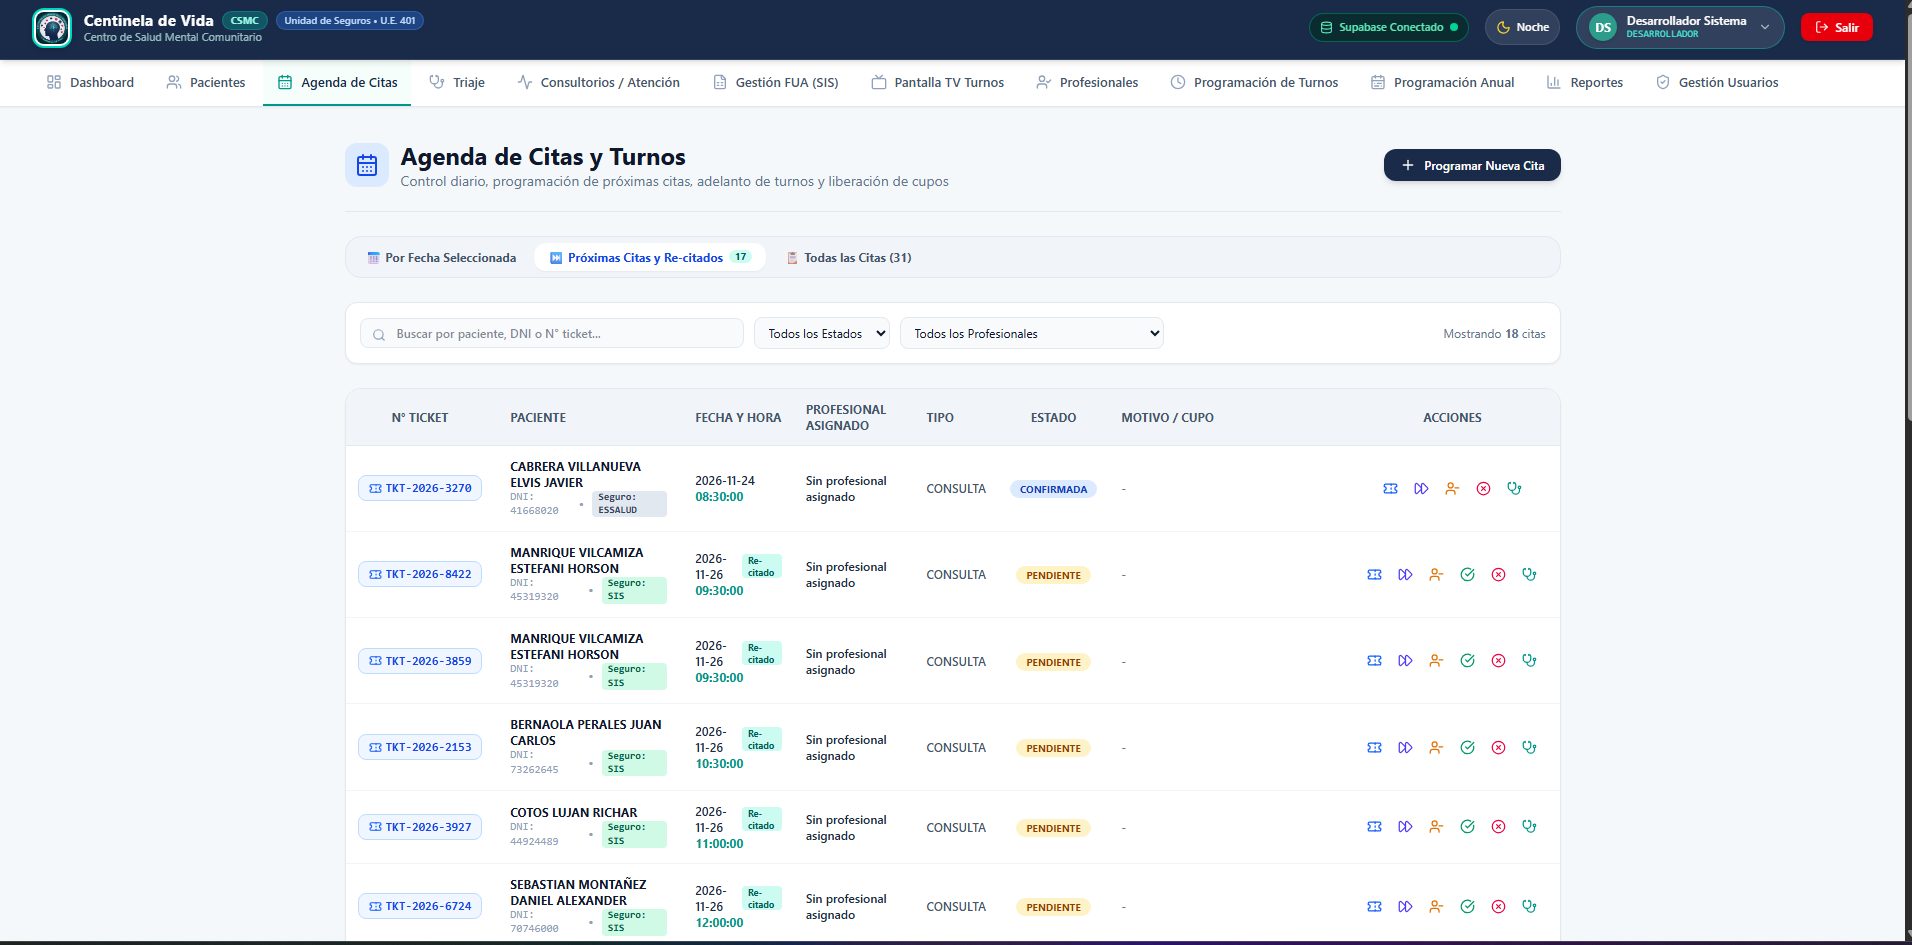 Centinela de Vida CSMC Unidad de Seguros • U.E. 401
Centro de Salud Mental Comunitario
Supabase Conectado
Noche
DS
Desarrollador Sistema
DESARROLLADOR
Salir
Dashboard
Pacientes
Agenda de Citas
Triaje
Consultorios / Atención
Gestión FUA (SIS)
Pantalla TV Turnos
Profesionales
Programación de Turnos
Programación Anual
Reportes
Gestión Usuarios
Agenda de Citas y Turnos
Control diario, programación de próximas citas, adelanto de turnos y liberación de cupos
+ Programar Nueva Cita
Por Fecha Seleccionada
Próximas Citas y Re-citados 17
Todas las Citas (31)
Buscar por paciente, DNI o N° ticket...
Todos los Estados
Todos los Profesionales
Mostrando 18 citas
N° TICKET
PACIENTE
FECHA Y HORA
PROFESIONAL
ASIGNADO
TIPO
ESTADO
MOTIVO / CUPO
ACCIONES
TKT-2026-3270
CABRERA VILLANUEVA
ELVIS JAVIER
DNI:
41668020
•
Seguro:
ESSALUD
2026-11-24
08:30:00
Sin profesional
asignado
CONSULTA
CONFIRMADA
-
TKT-2026-8422
MANRIQUE VILCAMIZA
ESTEFANI HORSON
DNI:
45319320
•
Seguro:
SIS
2026-
11-26
Re-
citado
09:30:00
Sin profesional
asignado
CONSULTA
PENDIENTE
-
TKT-2026-3859
MANRIQUE VILCAMIZA
ESTEFANI HORSON
DNI:
45319320
•
Seguro:
SIS
2026-
11-26
Re-
citado
09:30:00
Sin profesional
asignado
CONSULTA
PENDIENTE
-
TKT-2026-2153
BERNAOLA PERALES JUAN
CARLOS
DNI:
73262645
•
Seguro:
SIS
2026-
11-26
Re-
citado
10:30:00
Sin profesional
asignado
CONSULTA
PENDIENTE
-
TKT-2026-3927
COTOS LUJAN RICHAR
DNI:
44924489
•
Seguro:
SIS
2026-
11-26
Re-
citado
11:00:00
Sin profesional
asignado
CONSULTA
PENDIENTE
-
TKT-2026-6724
SEBASTIAN MONTAÑEZ
DANIEL ALEXANDER
DNI:
70746000
•
Seguro:
SIS
2026-
11-26
Re-
citado
12:00:00
Sin profesional
asignado
CONSULTA
PENDIENTE
-